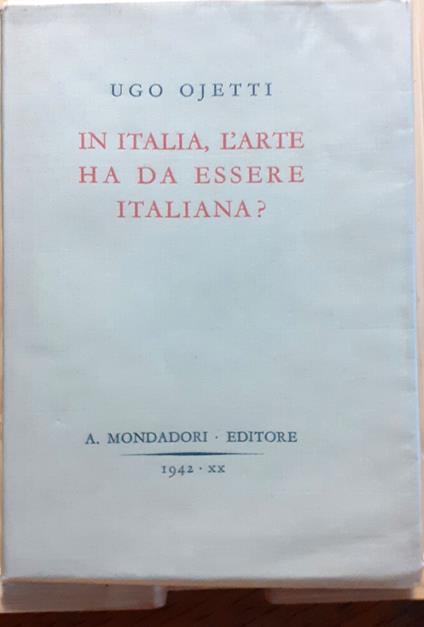 UGO OJETTI
IN ITALIA, L'ARTE
HA DA ESSERE
ITALIANA?
A. MONDADORI · EDITORE
1942 · XX